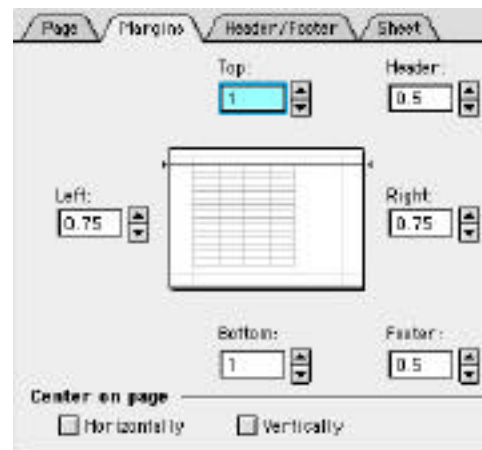 Page Margins Header/Footer Sheet
Top: Header:
1 0.5
Left: Right:
0.75 0.75
Bottom: Footer:
1 0.5
Center on page
Horizontally Vertically